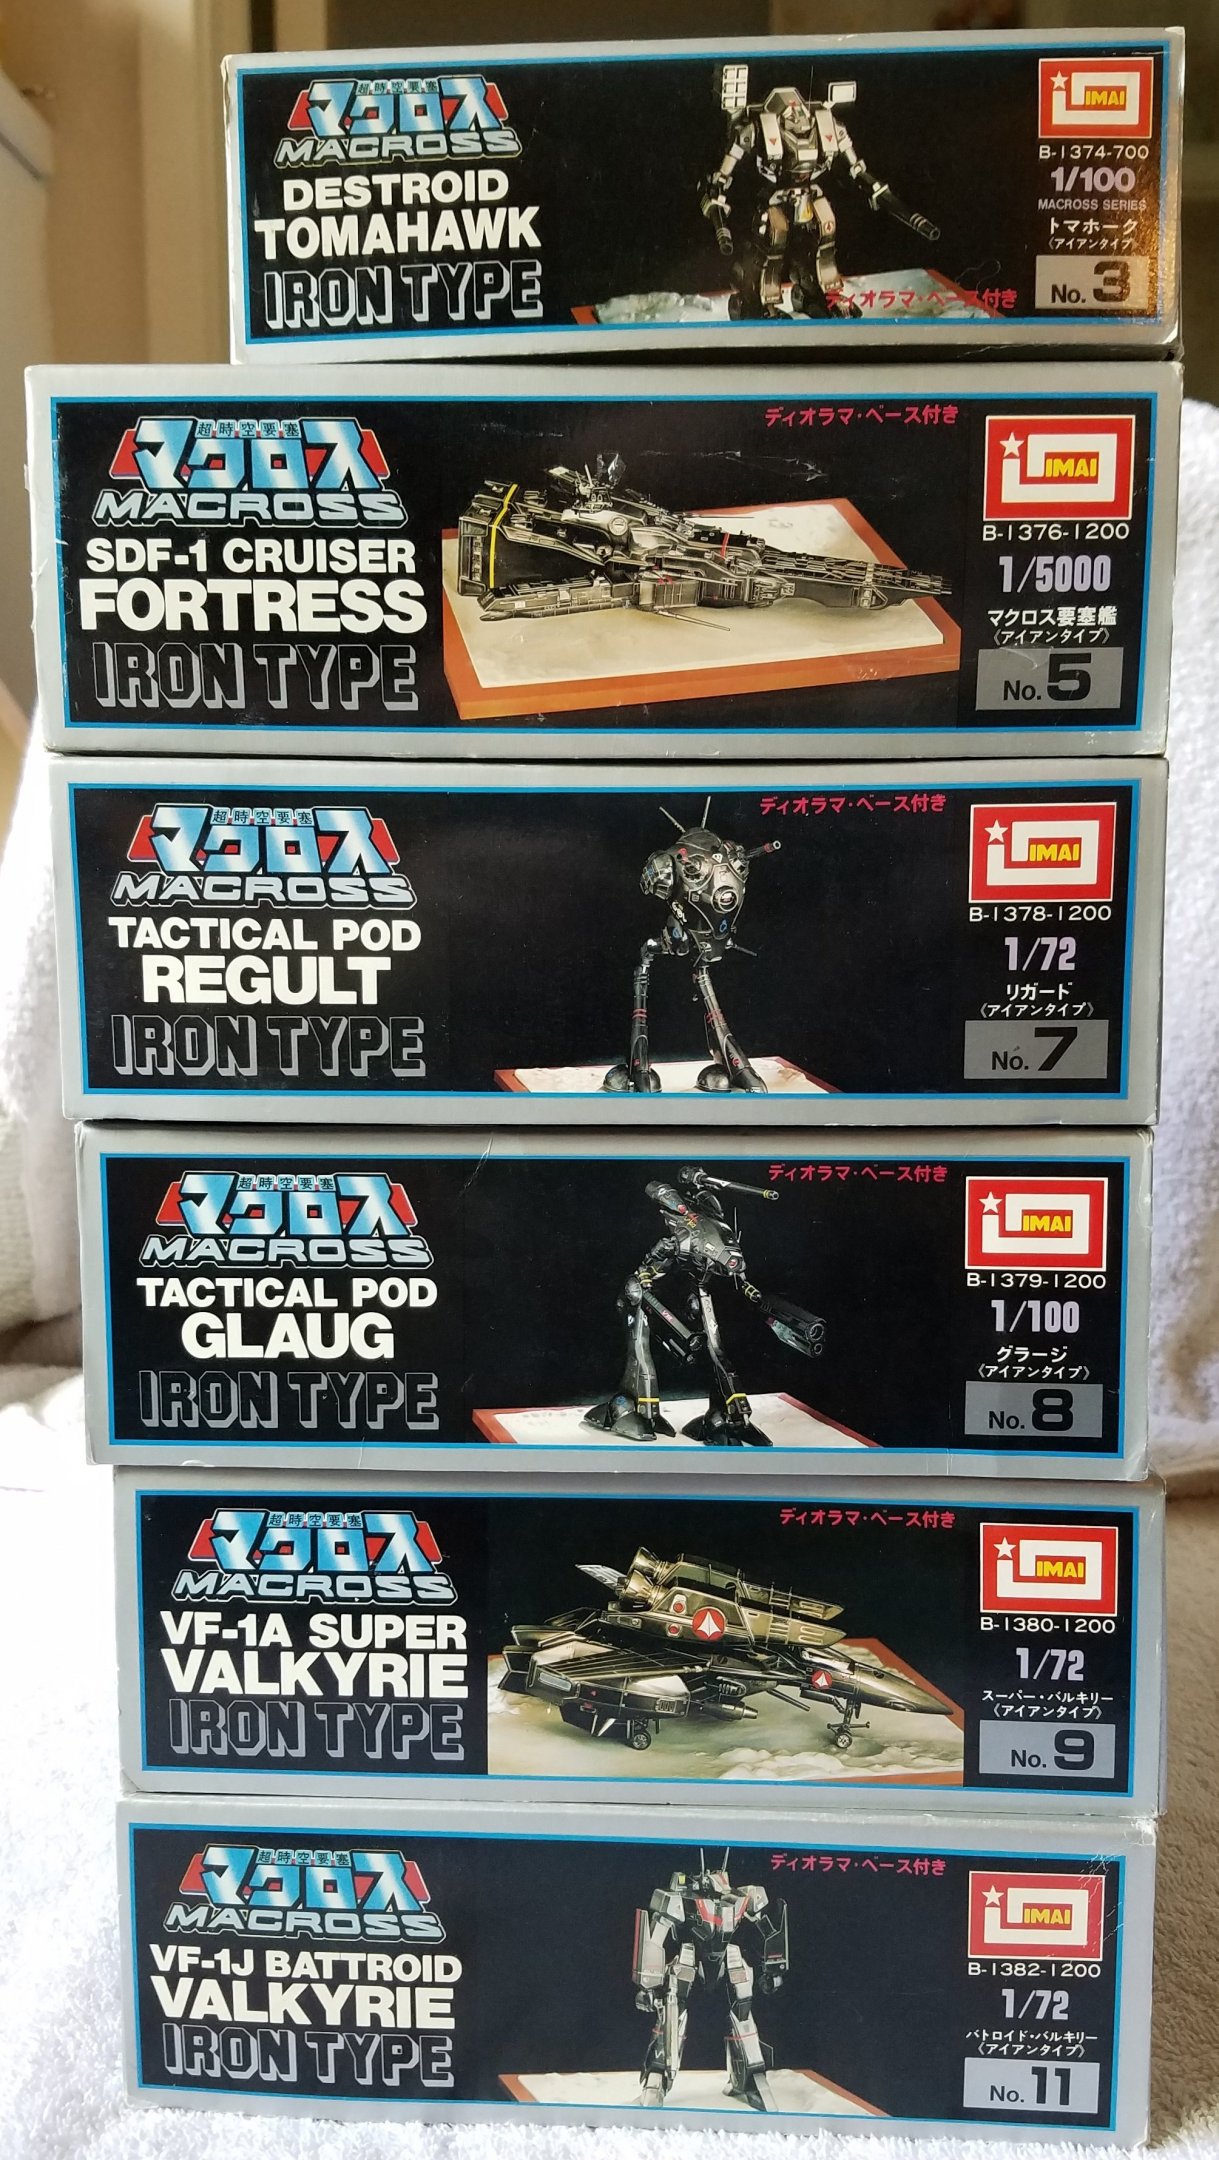 超時空要塞
マクロス
MACROSS
DESTROID
TOMAHAWK
IRON TYPE
ディオラマ・ベース付き
IMAI
B-1374-700
1/100
MACROSS SERIES
トマホーク
《アイアンタイプ》
No. 3
超時空要塞
マクロス
MACROSS
SDF-1 CRUISER
FORTRESS
IRON TYPE
ディオラマ・ベース付き
IMAI
B-1376-1200
1/5000
マクロス要塞艦
《アイアンタイプ》
No. 5
超時空要塞
マクロス
MACROSS
TACTICAL POD
REGULT
IRON TYPE
ディオラマ・ベース付き
IMAI
B-1378-1200
1/72
リガード
《アイアンタイプ》
No. 7
超時空要塞
マクロス
MACROSS
TACTICAL POD
GLAUG
IRON TYPE
ディオラマ・ベース付き
IMAI
B-1379-1200
1/100
グラージ
《アイアンタイプ》
No. 8
超時空要塞
マクロス
MACROSS
VF-1A SUPER
VALKYRIE
IRON TYPE
ディオラマ・ベース付き
IMAI
B-1380-1200
1/72
スーパー・バルキリー
《アイアンタイプ》
No. 9
超時空要塞
マクロス
MACROSS
VF-1J BATTROID
VALKYRIE
IRON TYPE
ディオラマ・ベース付き
IMAI
B-1382-1200
1/72
バトロイド・バルキリー
《アイアンタイプ》
No. 11